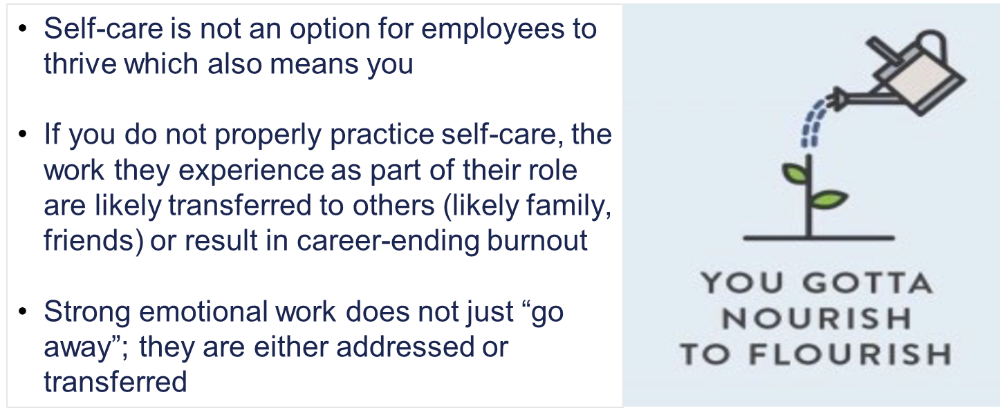 • Self-care is not an option for employees to
thrive which also means you
• If you do not properly practice self-care, the
work they experience as part of their role
are likely transferred to others (likely family,
friends) or result in career-ending burnout
• Strong emotional work does not just “go
away”; they are either addressed or
transferred
YOU GOTTA
NOURISH
TO FLOURISH